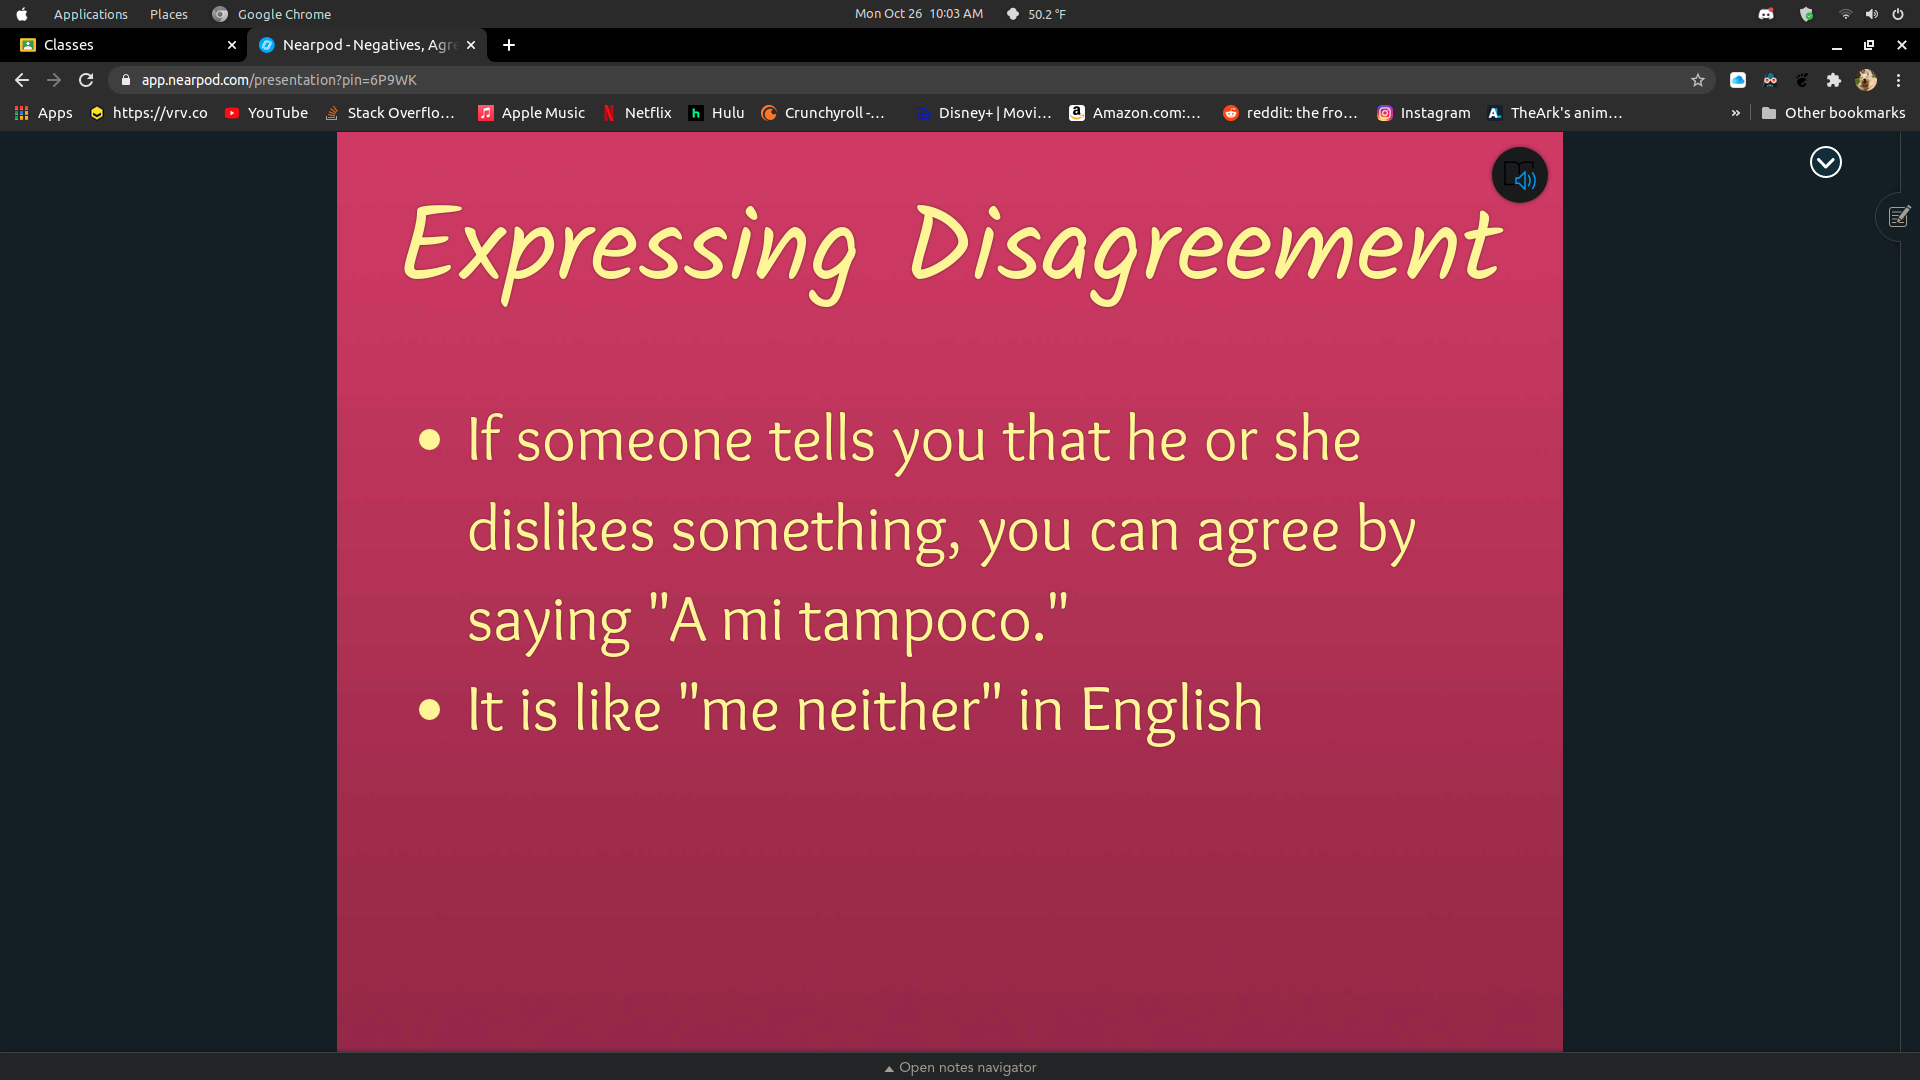 Applications Places Google Chrome Mon Oct 26 10:03 AM 50.2 °F
Classes Nearpod - Negatives, Agre
app.nearpod.com/presentation?pin=6P9WK
Apps https://vrv.co YouTube Stack Overflo... Apple Music Netflix Hulu Crunchyroll -... Disney+ | Movi... Amazon.com:... reddit: the fro... Instagram TheArk's anim... » Other bookmarks
Expressing Disagreement
• If someone tells you that he or she
dislikes something, you can agree by
saying "A mi tampoco."
• It is like "me neither" in English
Open notes navigator